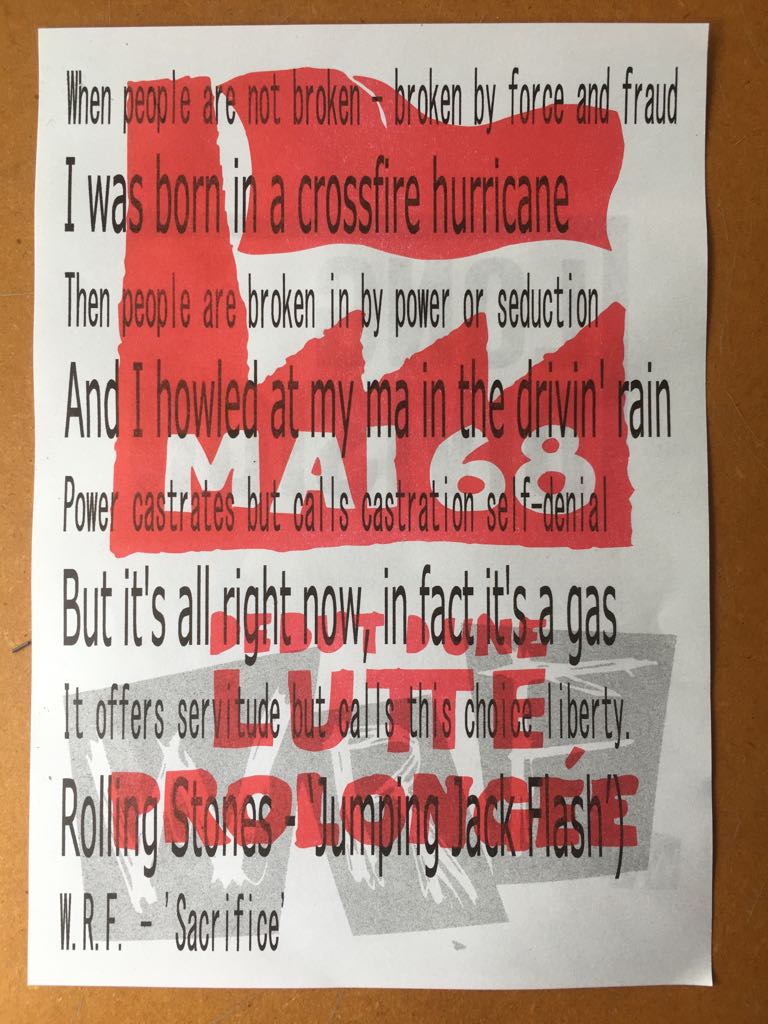 When people are not broken - broken by force and fraud
I was born in a crossfire hurricane
Then people are broken in by power or seduction
And I howled at my ma in the drivin' rain
MAI 68
Power castrates but calls castration self-denial
But it's all right now, in fact it's a gas
DEBUT D'UNE
LUTTE
It offers servitude but calls this choice liberty.
PROLONGÉE
Rolling Stones - 'Jumping Jack Flash')
WRF
W.R.F. - 'Sacrifice'